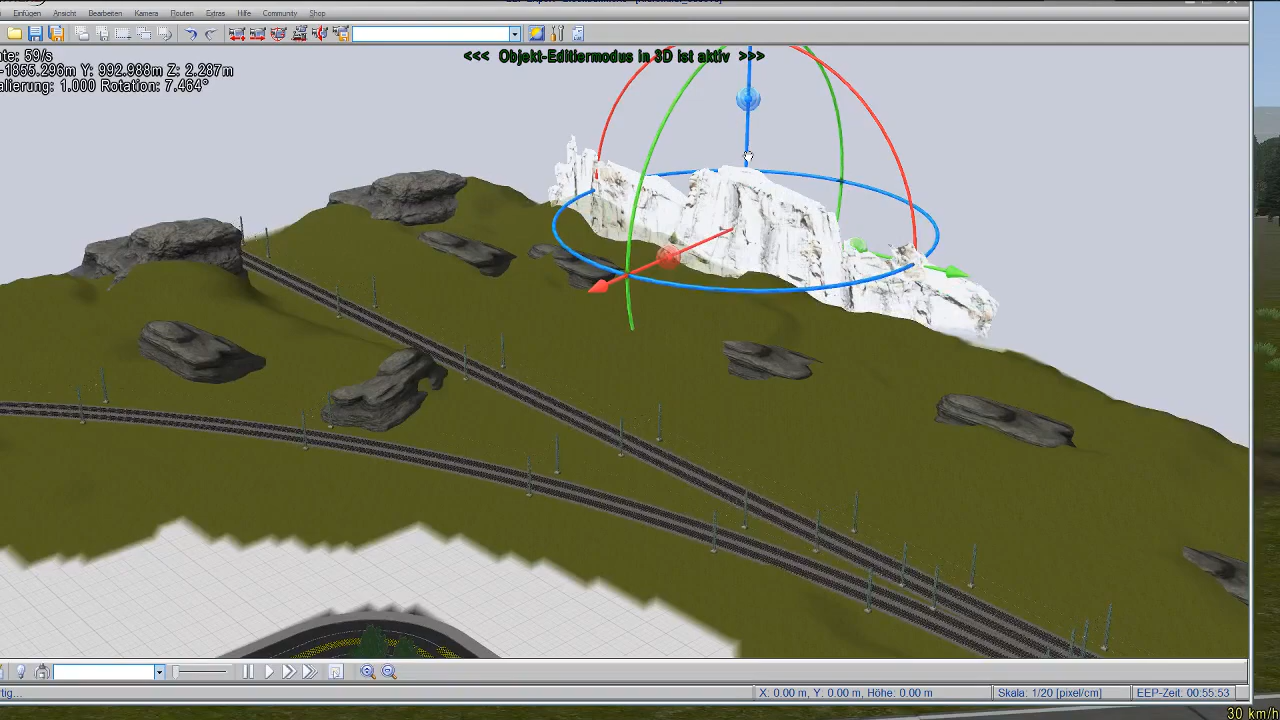 Einfügen Ansicht Bearbeiten Kamera Routen Extras Hilfe Community Shop
ate: 59/s
-1855.296m Y: 992.988m Z: 2.287m
alierung: 1.000 Rotation: 7.464°
<<< Objekt-Editiermodus in 3D ist aktiv >>>
rtig...
X: 0.00 m, Y: 0.00 m, Höhe: 0.00 m
Skala: 1/20 [pixel/cm]
EEP-Zeit: 00:55:53
30 km/h